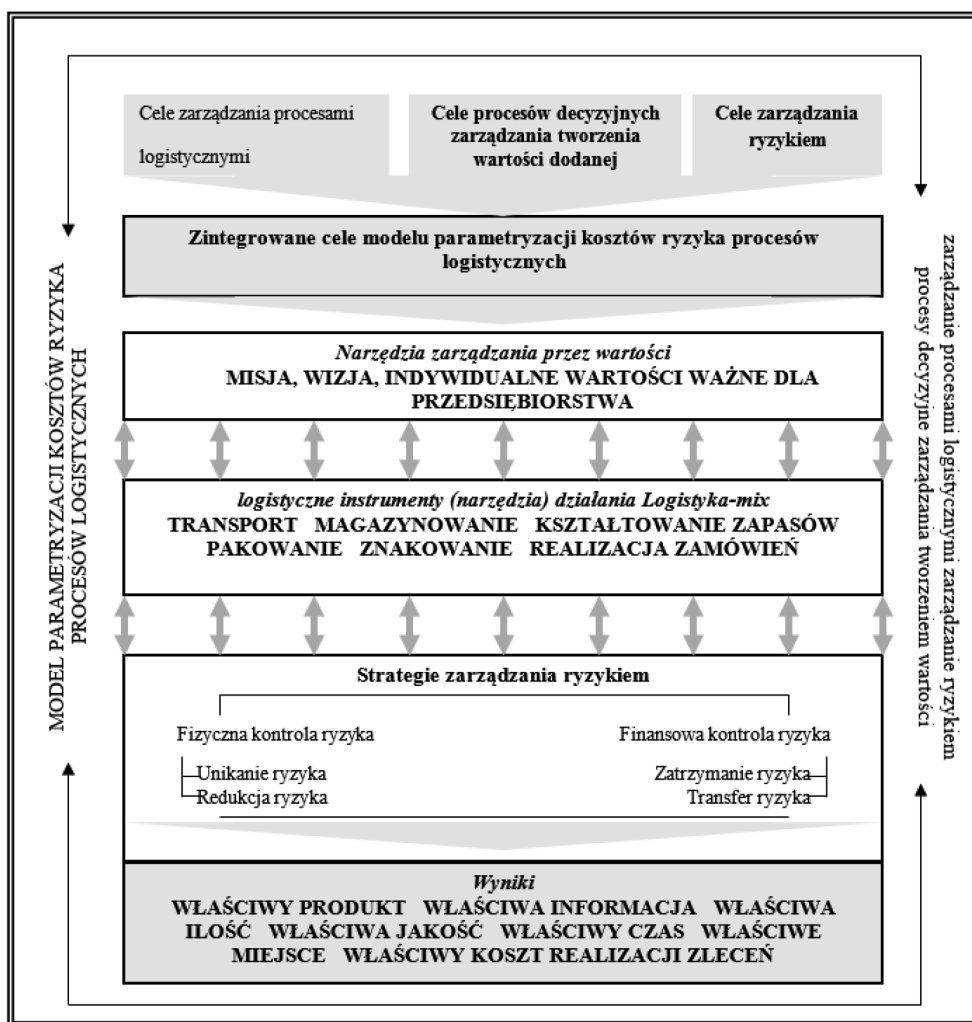 Cele zarządzania procesami
logistycznymi
Cele procesów decyzyjnych
zarządzania tworzenia
wartości dodanej
Cele zarządzania
ryzykiem
Zintegrowane cele modelu parametryzacji kosztów ryzyka procesów
logistycznych
MODEL PARAMETRYZACJI KOSZTÓW RYZYKA
PROCESÓW LOGISTYCZNYCH
Narzędzia zarządzania przez wartości
MISJA, WIZJA, INDYWIDUALNE WARTOŚCI WAŻNE DLA
PRZEDSIĘBIORSTWA
logistyczne instrumenty (narzędzia) działania Logistyka-mix
TRANSPORT MAGAZYNOWANIE KSZTAŁTOWANIE ZAPASÓW
PAKOWANIE ZNAKOWANIE REALIZACJA ZAMÓWIEŃ
Strategie zarządzania ryzykiem
Fizyczna kontrola ryzyka
Unikanie ryzyka
Redukcja ryzyka
Finansowa kontrola ryzyka
Zatrzymanie ryzyka
Transfer ryzyka
Wyniki
WŁAŚCIWY PRODUKT WŁAŚCIWA INFORMACJA WŁAŚCIWA
ILOŚĆ WŁAŚCIWA JAKOŚĆ WŁAŚCIWY CZAS WŁAŚCIWE
MIEJSCE WŁAŚCIWY KOSZT REALIZACJI ZLECEŃ
zarządzanie procesami logistycznymi zarządzanie ryzykiem
procesy decyzyjne zarządzania tworzeniem wartości